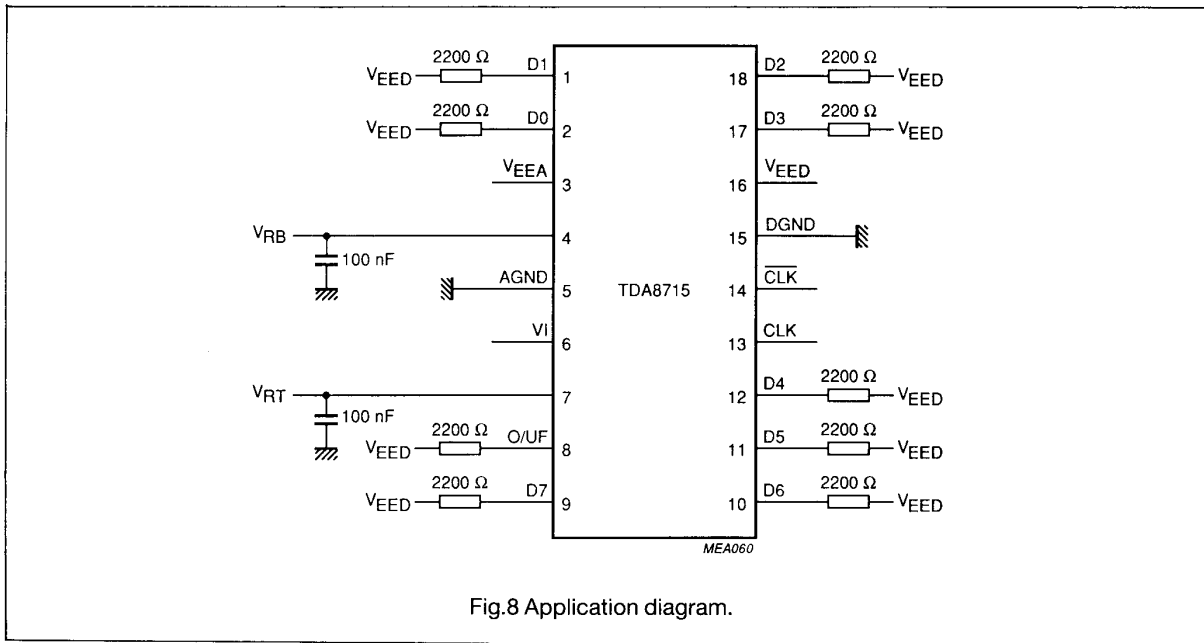 2200 Ω D1 2200 Ω D2
V_EED 1 18 V_EED
2200 Ω D0 2200 Ω D3
V_EED 2 17 V_EED
V_EEA 3 16 V_EED
V_RB 4 15 DGND
100 nF
AGND 5 TDA8715 14 C̅L̅K̅
VI 6 13 CLK
V_RT 7 12 D4 2200 Ω V_EED
100 nF
2200 Ω O/UF D5 2200 Ω
V_EED 8 11 V_EED
2200 Ω D7 D6 2200 Ω
V_EED 9 10 V_EED
MEA060
Fig.8 Application diagram.